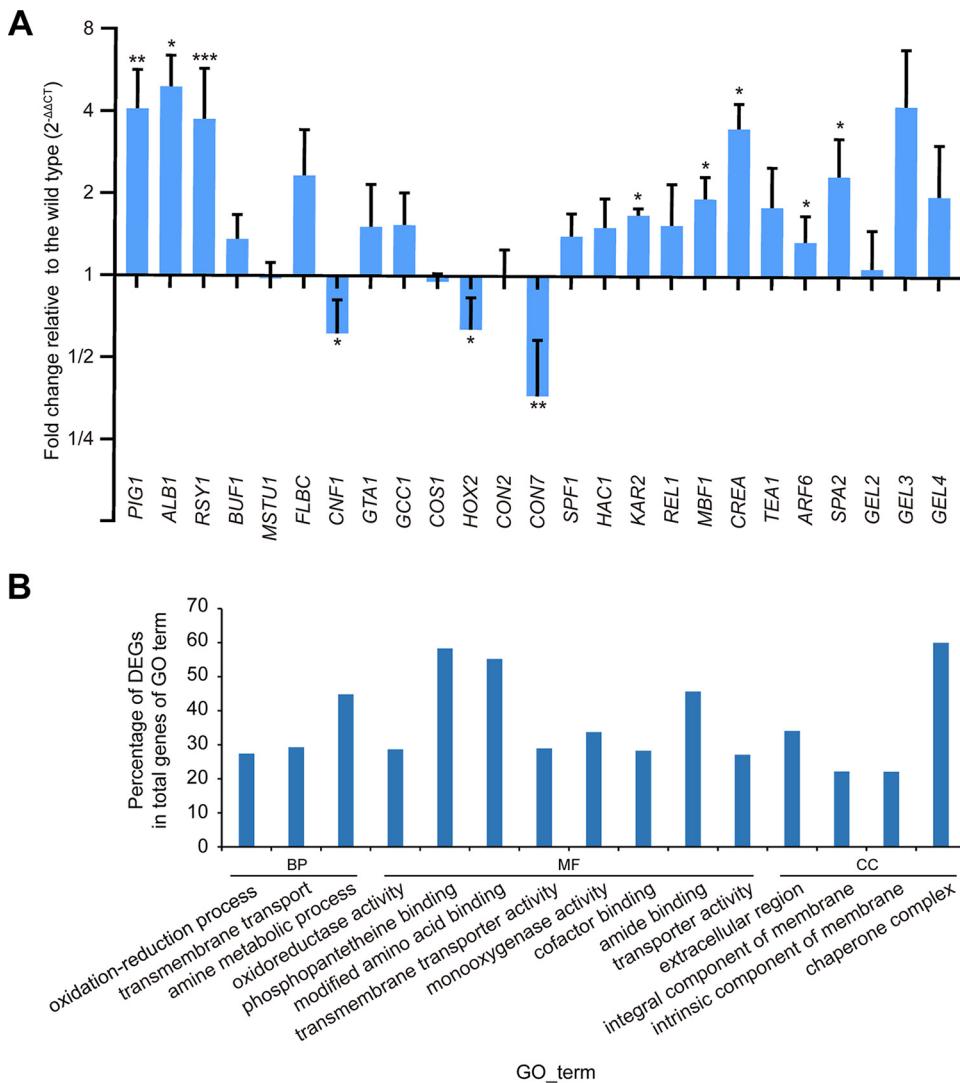 A
Fold change relative to the wild type (2-ΔΔCT)
8
4
2
1
1/2
1/4
** * *** * * ** * * * * *
PIG1 ALB1 RSY1 BUF1 MSTU1 FLBC CNF1 GTA1 GCC1 COS1 HOX2 CON2 CON7 SPF1 HAC1 KAR2 REL1 MBF1 CREA TEA1 ARF6 SPA2 GEL2 GEL3 GEL4
B
Percentage of DEGs
in total genes of GO term
70
60
50
40
30
20
10
0
BP MF CC
oxidation-reduction process
transmembrane transport
amine metabolic process
oxidoreductase activity
phosphopantetheine binding
modified amino acid binding
transmembrane transporter activity
monooxygenase activity
cofactor binding
amide binding
transporter activity
extracellular region
integral component of membrane
intrinsic component of membrane
chaperone complex
GO_term